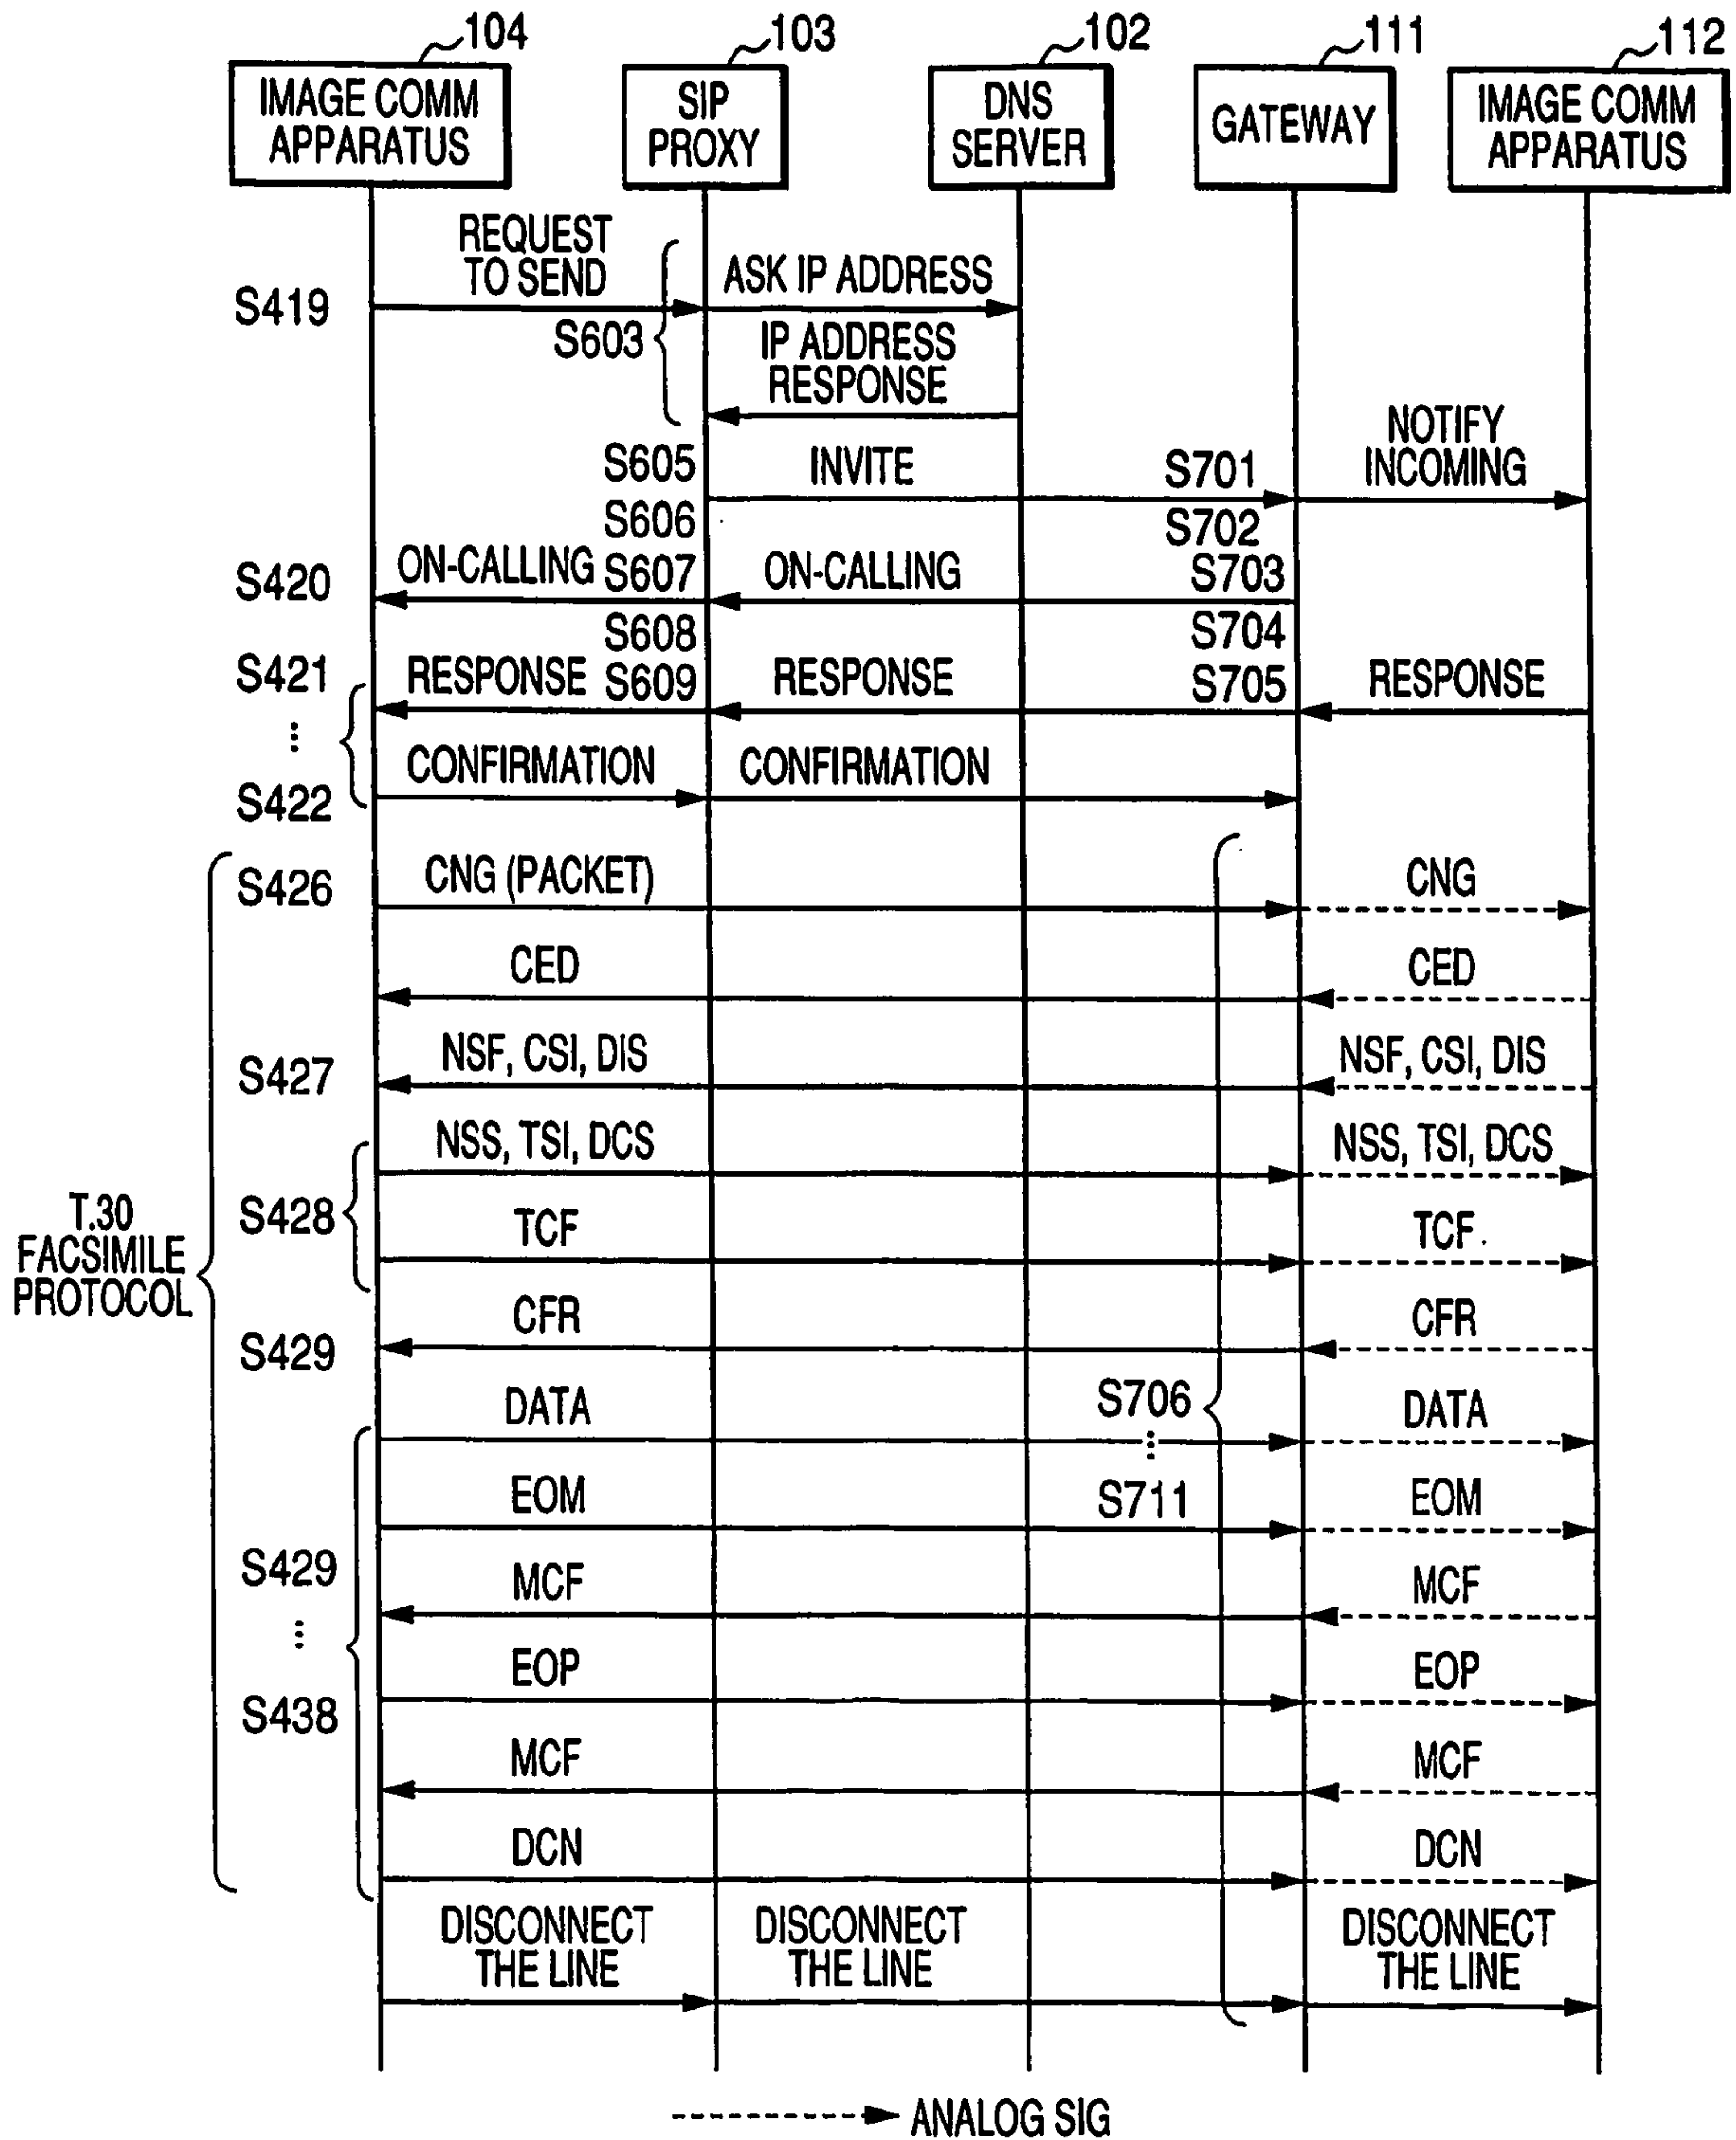 104
103
102
111
112
IMAGE COMM
APPARATUS
SIP
PROXY
DNS
SERVER
GATEWAY
IMAGE COMM
APPARATUS
REQUEST
TO SEND
S419
S603
ASK IP ADDRESS
IP ADDRESS
RESPONSE
S605
INVITE
S701
NOTIFY
INCOMING
S606
S702
S420
ON-CALLING
S607
ON-CALLING
S703
S608
S704
S421
RESPONSE
S609
RESPONSE
S705
RESPONSE
...
CONFIRMATION
CONFIRMATION
S422
T.30
FACSIMILE
PROTOCOL
S426
CNG (PACKET)
CNG
CED
CED
S427
NSF, CSI, DIS
NSF, CSI, DIS
NSS, TSI, DCS
NSS, TSI, DCS
S428
TCF
TCF
CFR
CFR
S429
DATA
S706
DATA
...
EOM
S711
EOM
S429
MCF
MCF
...
EOP
EOP
S438
MCF
MCF
DCN
DCN
DISCONNECT
THE LINE
DISCONNECT
THE LINE
DISCONNECT
THE LINE
ANALOG SIG